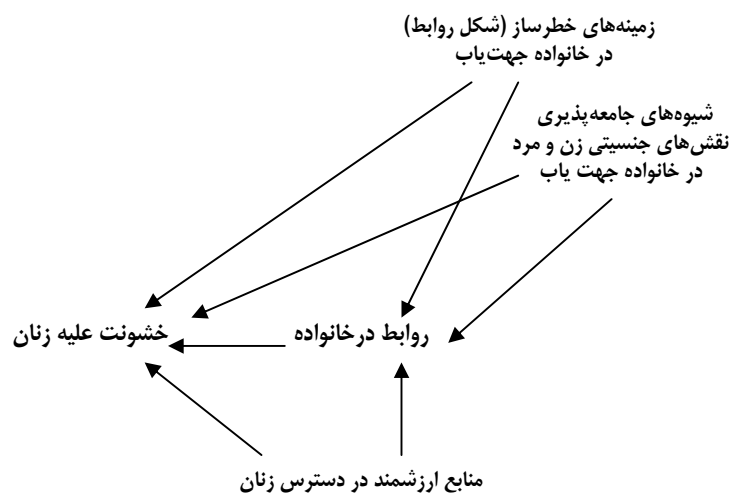 زمینه‌های خطرساز (شکل روابط)
در خانواده جهت‌یاب
شیوه‌های جامعه‌پذیری
نقش‌های جنسیتی زن و مرد
در خانواده جهت یاب
روابط درخانواده
خشونت علیه زنان
منابع ارزشمند در دسترس زنان